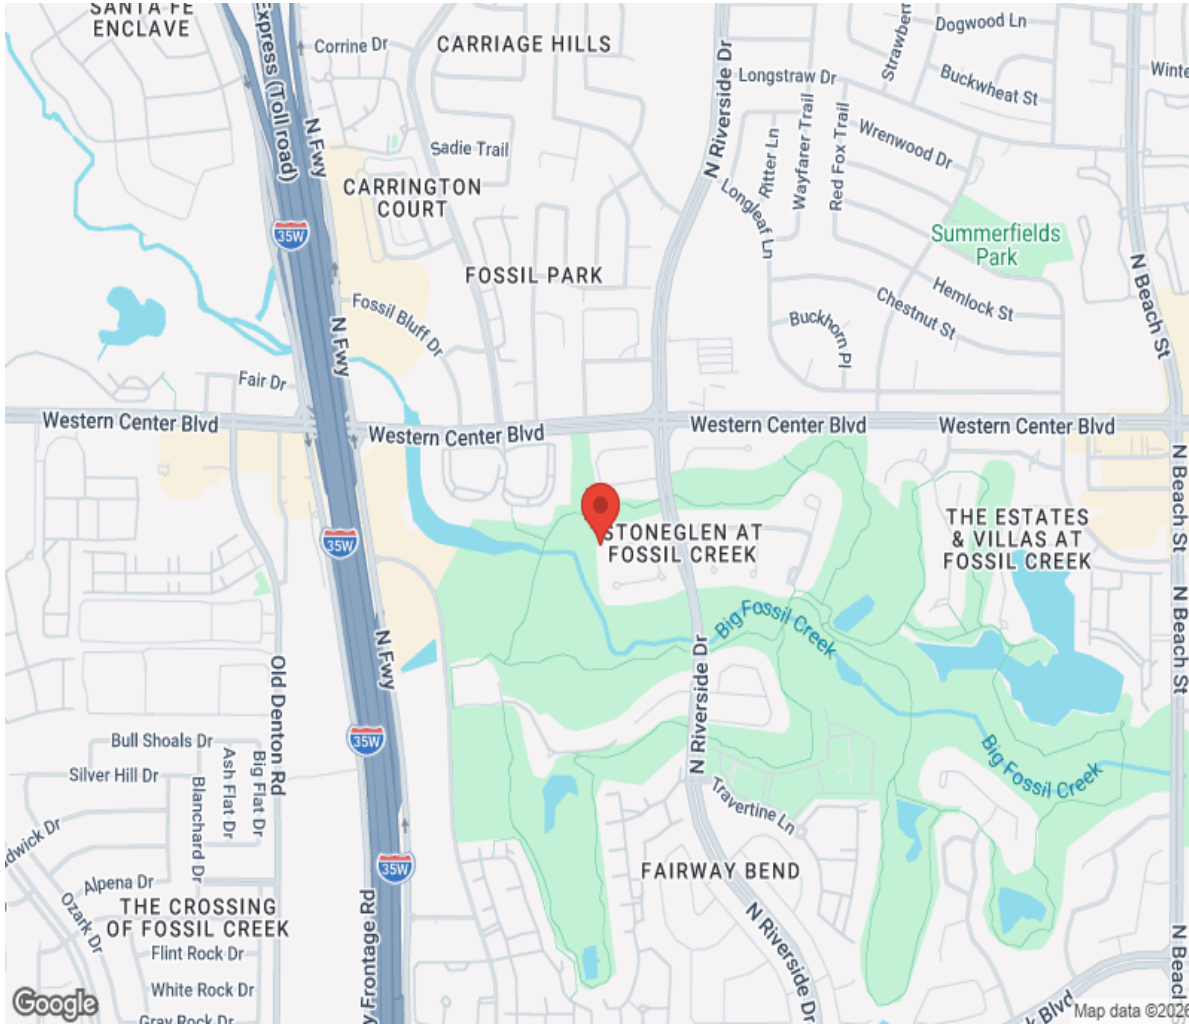 SANTA FE
ENCLAVE
Express (Toll road)
N Fwy
Corrine Dr
CARRIAGE HILLS
Sadie Trail
CARRINGTON
COURT
35W
FOSSIL PARK
N Riverside Dr
Dogwood Ln
Strawberr
Longstraw Dr
Buckwheat St
Winte
Wrenwood Dr
Ritter Ln
Wayfarer Trail
Red Fox Trail
Longleaf Ln
Summerfields
Park
N Beach St
Hemlock St
Chestnut St
Buckhorn Pl
Fossil Bluff Dr
N Fwy
Fair Dr
Western Center Blvd
Western Center Blvd
Western Center Blvd
Western Center Blvd
STONEGLEN AT
FOSSIL CREEK
THE ESTATES
& VILLAS AT
FOSSIL CREEK
N Beach St
35W
N Beach St
Big Fossil Creek
N Fwy
Old Denton Rd
N Riverside Dr
35W
Bull Shoals Dr
Silver Hill Dr
Ash Flat Dr
Big Flat Dr
Blanchard Dr
Big Fossil Creek
Travertine Ln
dwick Dr
35W
FAIRWAY BEND
Alpena Dr
Ozark Dr
THE CROSSING
OF FOSSIL CREEK
Flint Rock Dr
White Rock Dr
Gray Rock Dr
y Frontage Rd
N Riverside Dr
N Beach S
k Blvd
Google
Map data ©2026